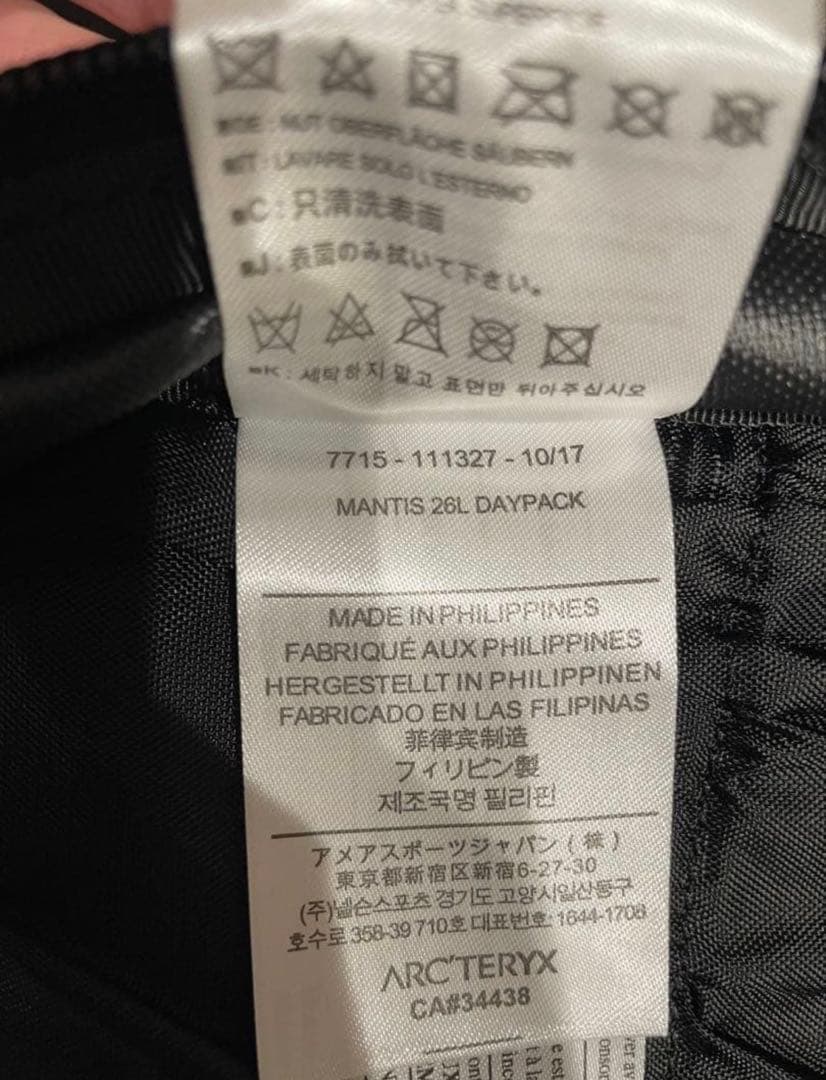 ■DE : NUT OBERFLÄCHE SÄUBERN
■IT : LAVARE SOLO L'ESTERNO
■C : 只清洗表面
■J : 表面のみ拭いて下さい。
■K : 세탁하지 말고 표면만 뒤아주십시오
7715 - 111327 - 10/17
MANTIS 26L DAYPACK
MADE IN PHILIPPINES
FABRIQUÉ AUX PHILIPPINES
HERGESTELLT IN PHILIPPINEN
FABRICADO EN LAS FILIPINAS
菲律宾制造
フィリピン製
제조국명 필리핀
アメアスポーツジャパン ( 株 )
東京都新宿区新宿6-27-30
(주)넬슨스포츠 경기도 고양시일산동구
호수로 358-39 710호 대표번호: 1644-1708
ARC'TERYX
CA#34438